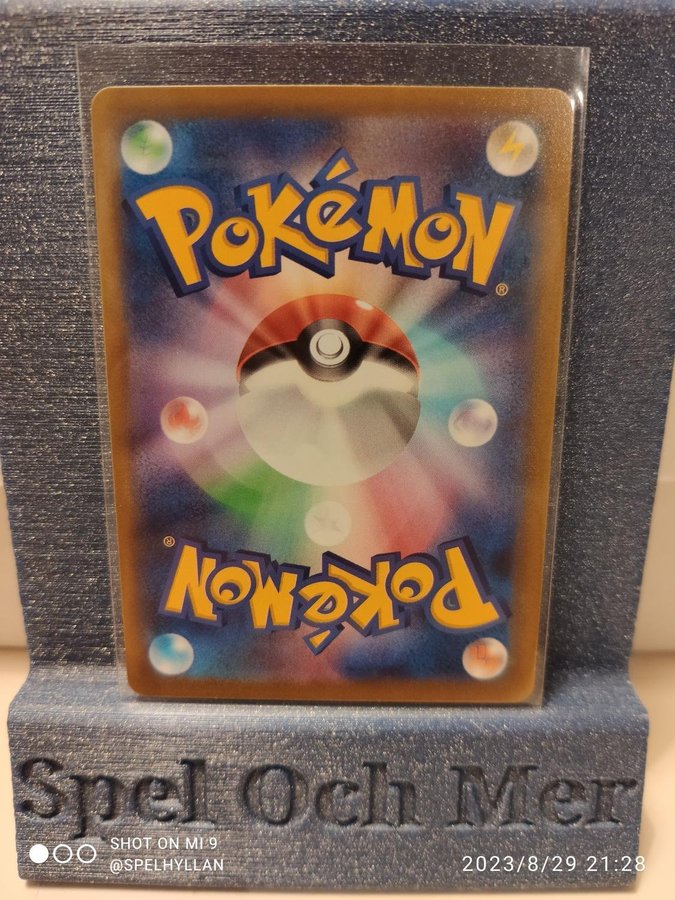 POKéMON
®
®
POKéMON
Spel Och Mer
SHOT ON MI 9
@SPELHYLLAN
2023/8/29 21:28